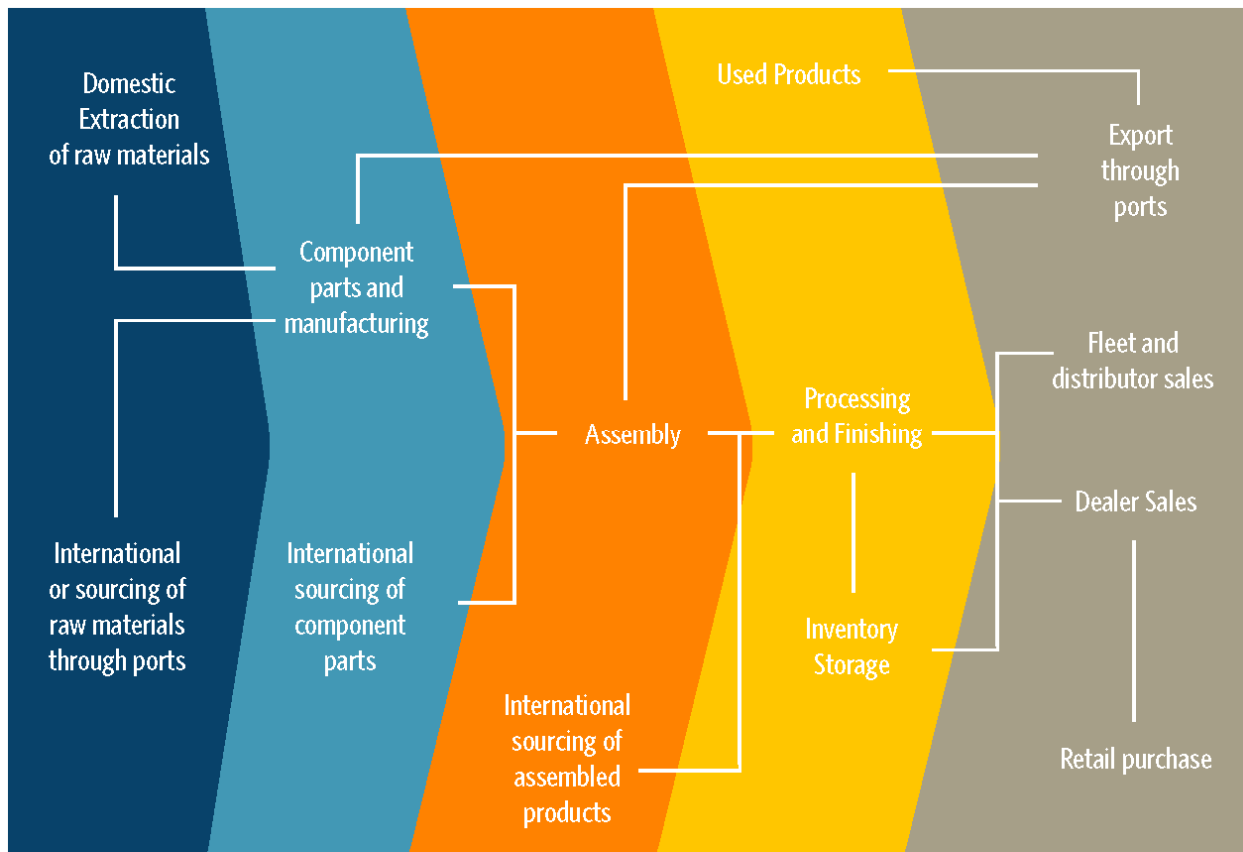 Domestic
Extraction
of raw materials
International
or sourcing of
raw materials
through ports
Component
parts and
manufacturing
International
sourcing of
component
parts
Assembly
International
sourcing of
assembled
products
Used Products
Processing
and Finishing
Inventory
Storage
Export
through
ports
Fleet and
distributor sales
Dealer Sales
Retail purchase